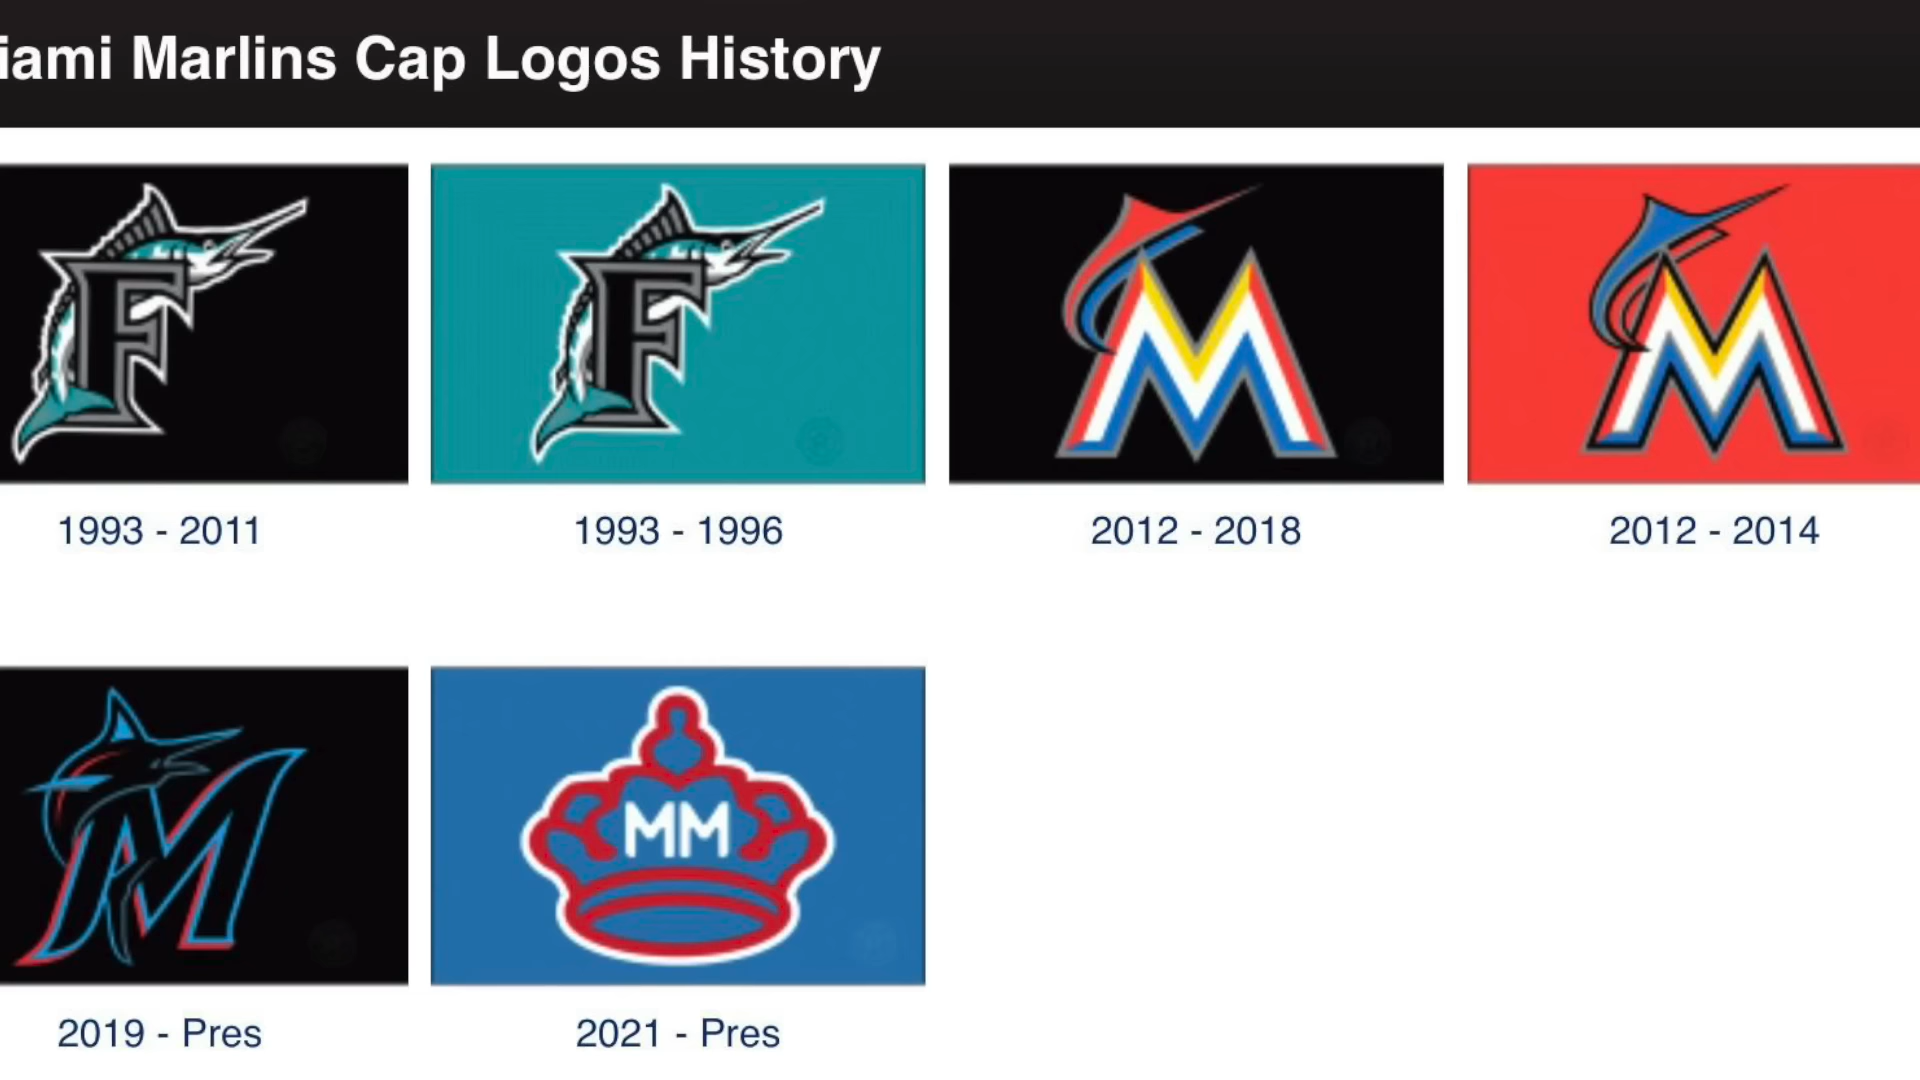 iami Marlins Cap Logos History
F
F
M
M
1993 - 2011
1993 - 1996
2012 - 2018
2012 - 2014
M
MM
2019 - Pres
2021 - Pres